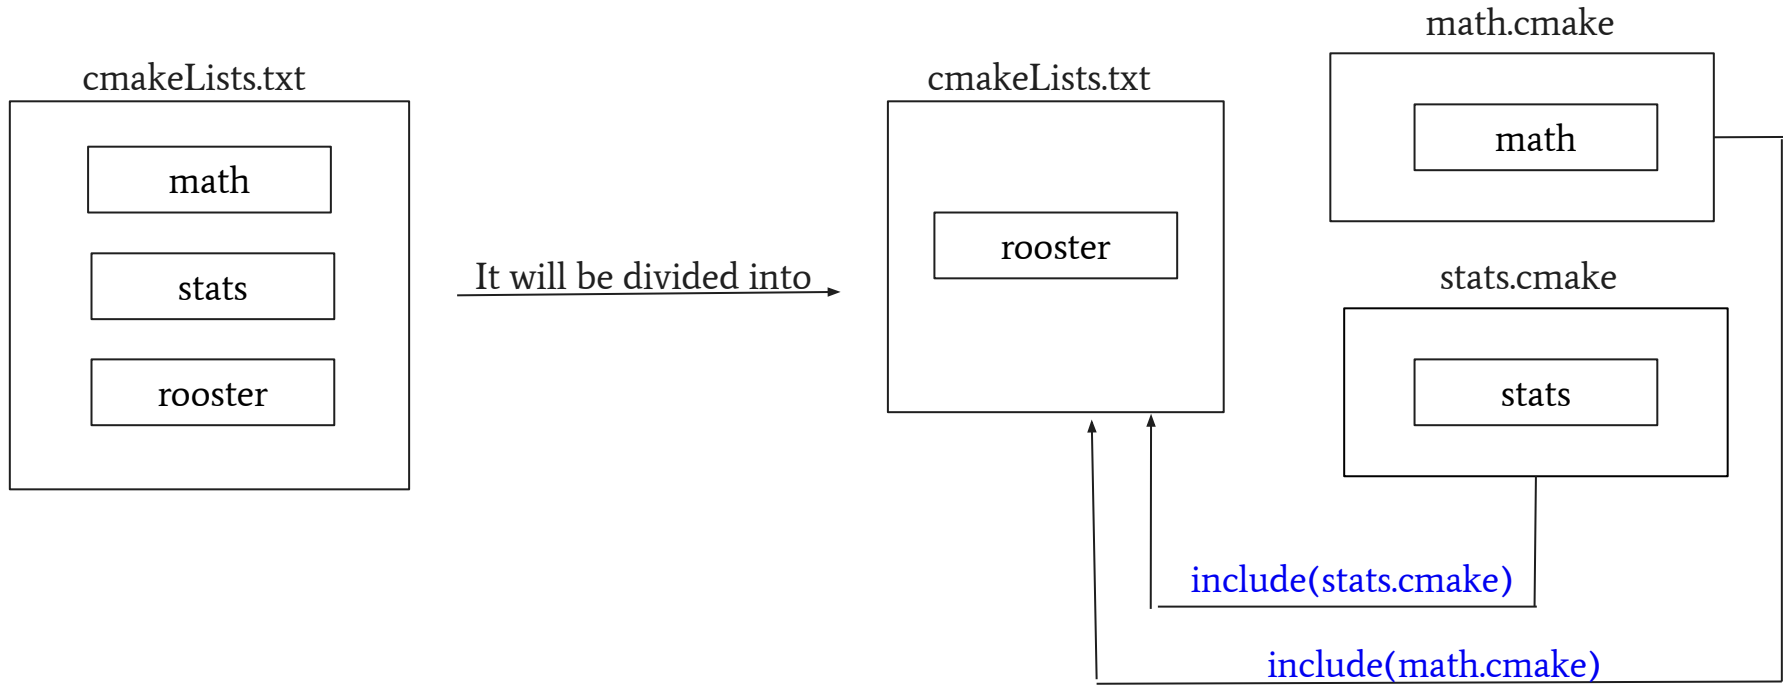 cmakeLists.txt
math
stats
rooster
It will be divided into
cmakeLists.txt
rooster
math.cmake
math
stats.cmake
stats
include(stats.cmake)
include(math.cmake)